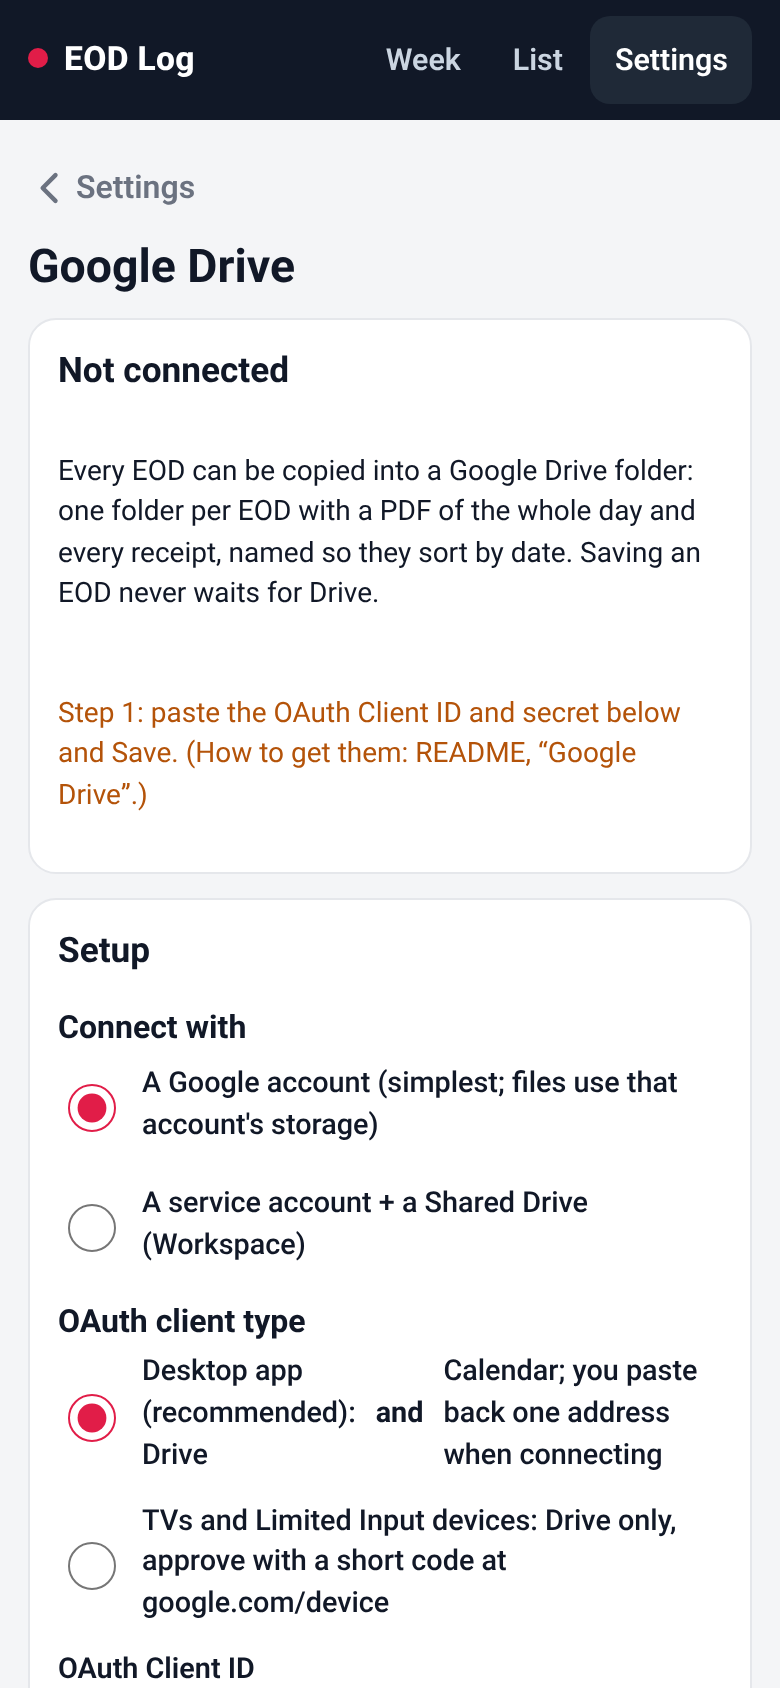 EOD Log
Week
List
Settings
Settings
Google Drive
Not connected
Every EOD can be copied into a Google Drive folder:
one folder per EOD with a PDF of the whole day and
every receipt, named so they sort by date. Saving an
EOD never waits for Drive.
Step 1: paste the OAuth Client ID and secret below
and Save. (How to get them: README, “Google
Drive”.)
Setup
Connect with
A Google account (simplest; files use that
account's storage)
A service account + a Shared Drive
(Workspace)
OAuth client type
Desktop app
(recommended):
Drive
and
Calendar; you paste
back one address
when connecting
TVs and Limited Input devices: Drive only,
approve with a short code at
google.com/device
OAuth Client ID